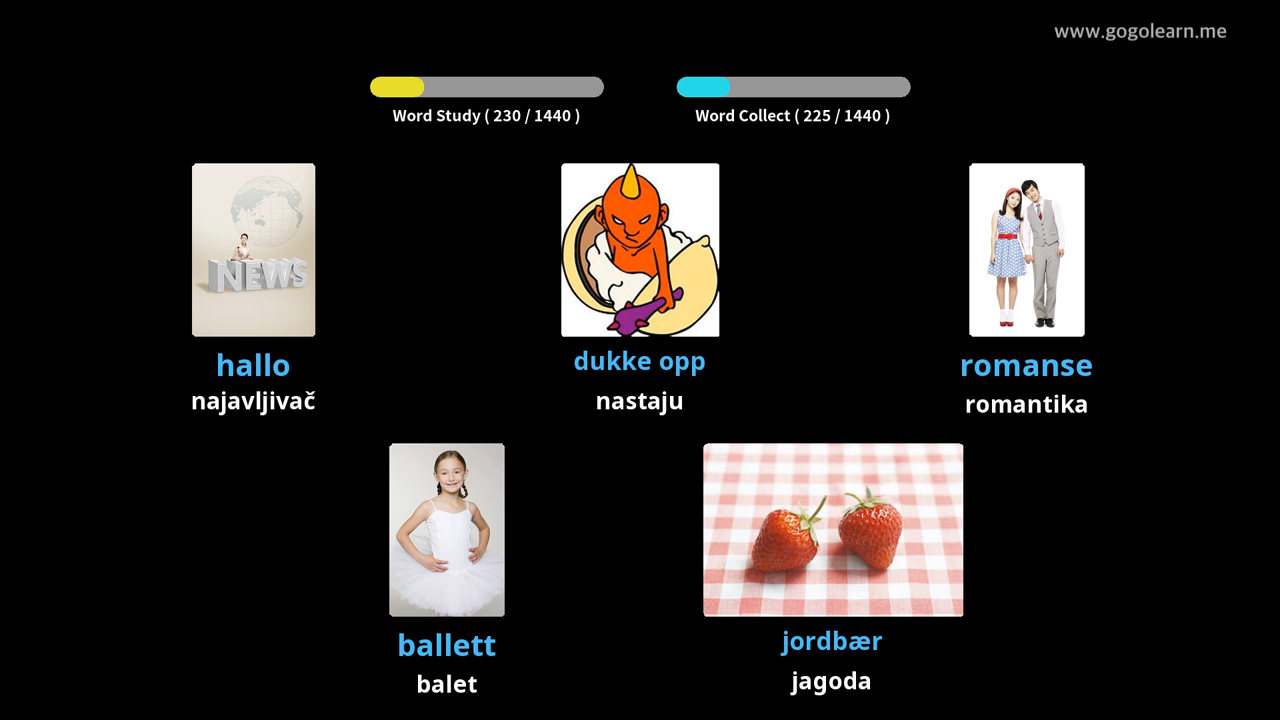 www.gogolearn.me
Word Study ( 230 / 1440 )
Word Collect ( 225 / 1440 )
NEWS
hallo
najavljivač
dukke opp
nastaju
romanse
romantika
ballett
balet
jordbær
jagoda